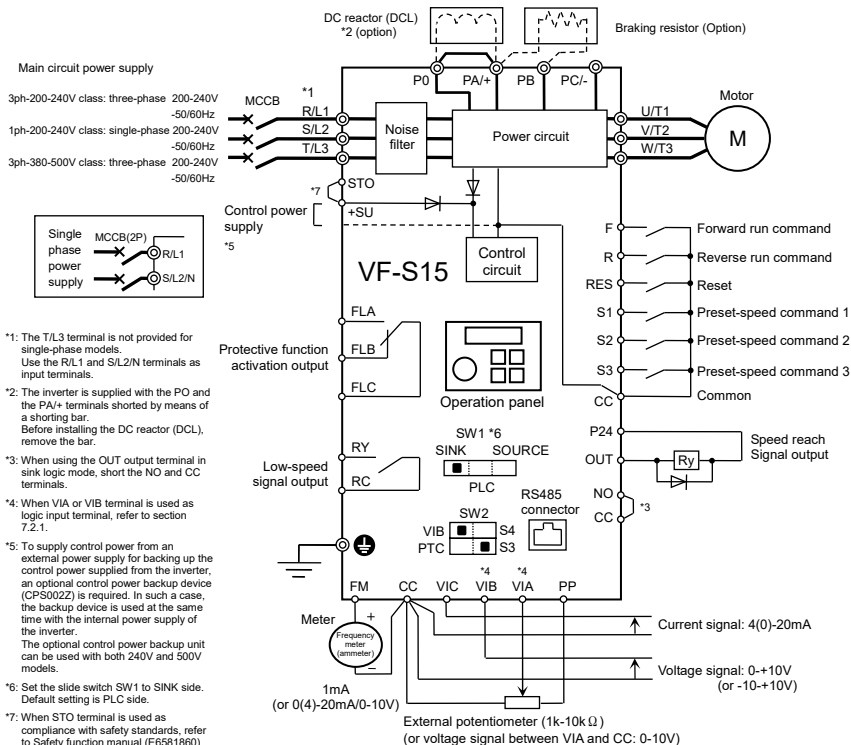 DC reactor (DCL)
*2 (option)
Braking resistor (Option)
Main circuit power supply
P0 PA/+ PB PC/-
Motor
3ph-200-240V class: three-phase 200-240V
-50/60Hz
1ph-200-240V class: single-phase 200-240V
-50/60Hz
3ph-380-500V class: three-phase 200-240V
-50/60Hz
MCCB
*1
R/L1
S/L2
T/L3
Noise
filter
Power circuit
U/T1
V/T2
W/T3
M
*7
STO
Control power
supply
*5
+SU
Single
phase
power
supply
MCCB(2P)
R/L1
S/L2/N
VF-S15
Control
circuit
F
Forward run command
R
Reverse run command
RES
Reset
S1
Preset-speed command 1
S2
Preset-speed command 2
S3
Preset-speed command 3
CC
Common
FLA
FLB
FLC
Protective function
activation output
Operation panel
P24
OUT
Ry
Speed reach
Signal output
NO
CC
*3
SW1 *6
SINK SOURCE
PLC
RY
RC
Low-speed
signal output
SW2
VIB S4
PTC S3
RS485
connector
*4 *4
FM CC VIC VIB VIA PP
Meter
+
Frequency
meter
(ammeter)
−
1mA
(or 0(4)-20mA/0-10V)
Current signal: 4(0)-20mA
Voltage signal: 0-+10V
(or -10-+10V)
External potentiometer (1k-10kΩ)
(or voltage signal between VIA and CC: 0-10V)
*1: The T/L3 terminal is not provided for
single-phase models.
Use the R/L1 and S/L2/N terminals as
input terminals.
*2: The inverter is supplied with the PO and
the PA/+ terminals shorted by means of
a shorting bar.
Before installing the DC reactor (DCL),
remove the bar.
*3: When using the OUT output terminal in
sink logic mode, short the NO and CC
terminals.
*4: When VIA or VIB terminal is used as
logic input terminal, refer to section
7.2.1.
*5: To supply control power from an
external power supply for backing up the
control power supplied from the inverter,
an optional control power backup device
(CPS002Z) is required. In such a case,
the backup device is used at the same
time with the internal power supply of
the inverter.
The optional control power backup unit
can be used with both 240V and 500V
models.
*6: Set the slide switch SW1 to SINK side.
Default setting is PLC side.
*7: When STO terminal is used as
compliance with safety standards, refer
to Safety function manual (E6581860)